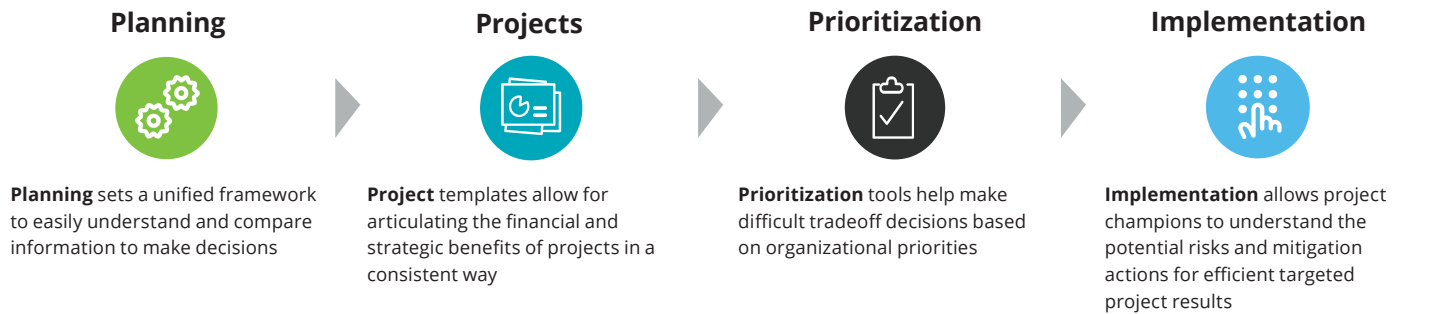 Planning
Projects
Prioritization
Implementation
Planning sets a unified framework
to easily understand and compare
information to make decisions
Project templates allow for
articulating the financial and
strategic benefits of projects in a
consistent way
Prioritization tools help make
difficult tradeoff decisions based
on organizational priorities
Implementation allows project
champions to understand the
potential risks and mitigation
actions for efficient targeted
project results